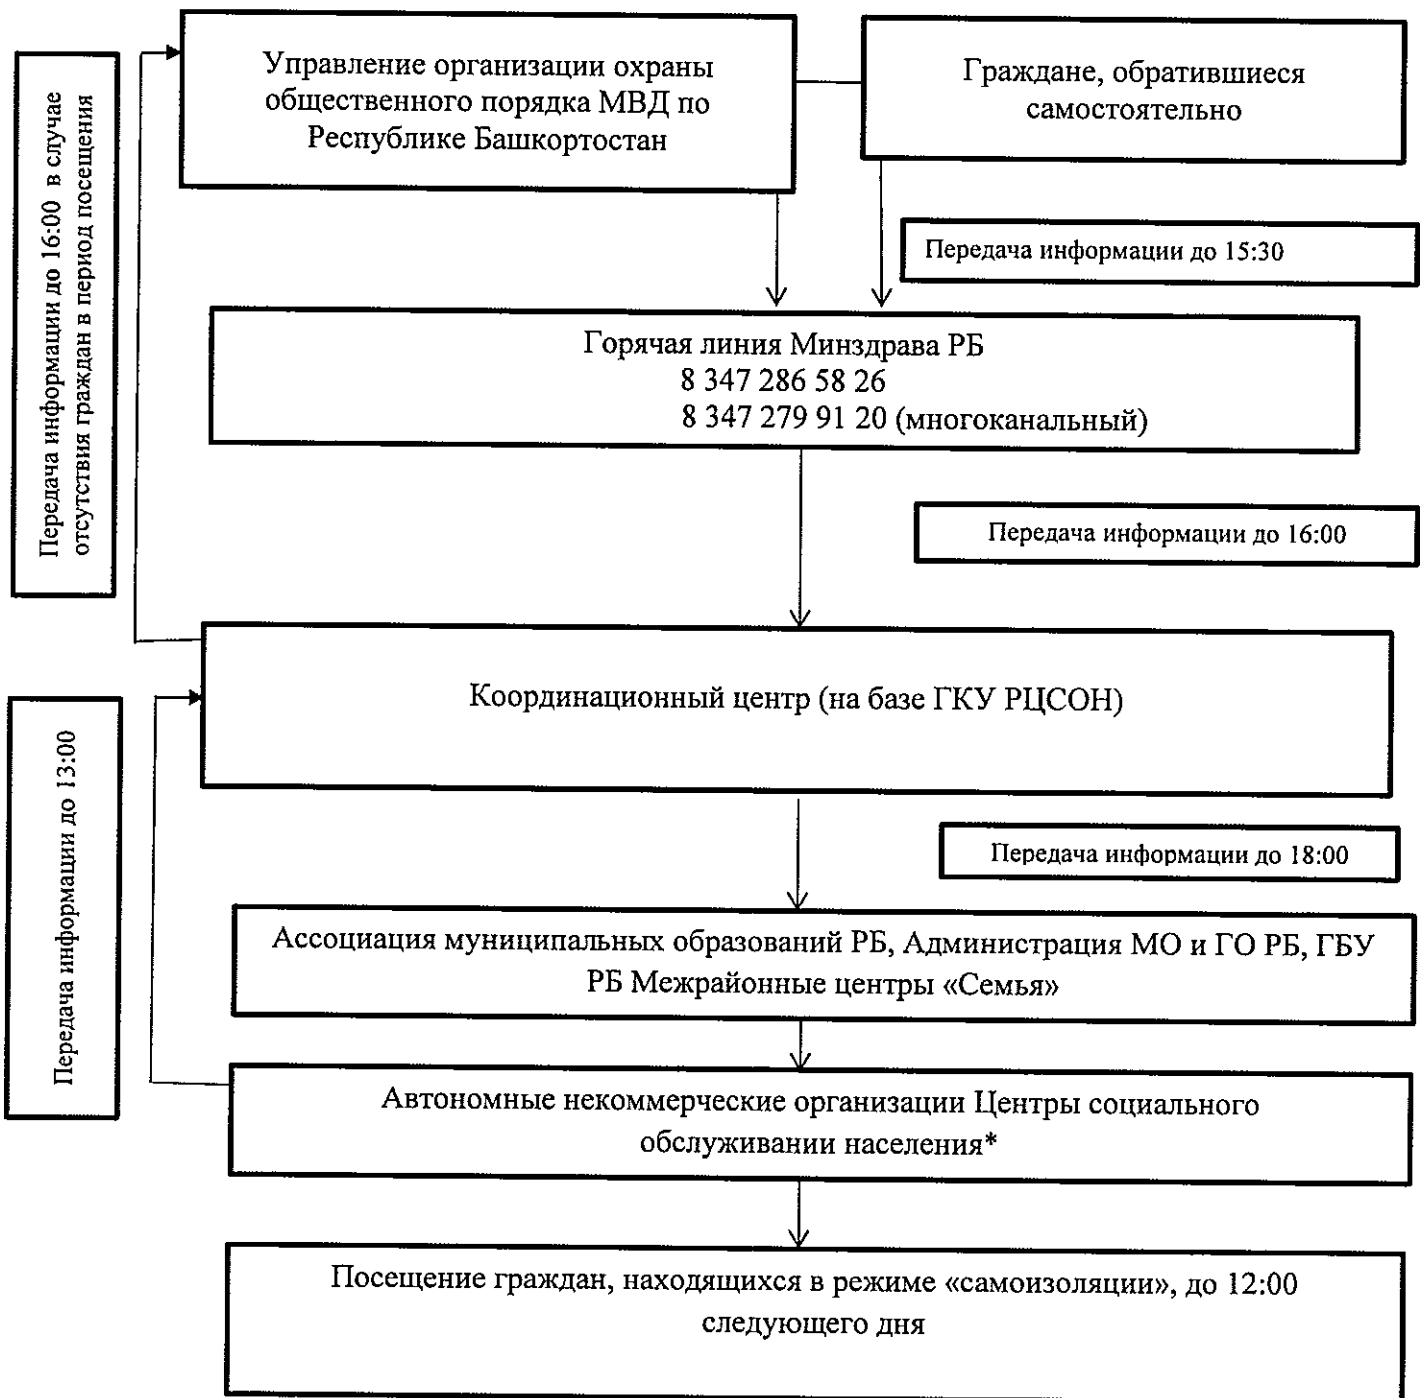 Управление организации охраны
общественного порядка МВД по
Республике Башкортостан
Граждане, обратившиеся
самостоятельно
Передача информации до 16:00 в случае
отсутствия граждан в период посещения
Передача информации до 15:30
Горячая линия Минздрава РБ
8 347 286 58 26
8 347 279 91 20 (многоканальный)
Передача информации до 16:00
Координационный центр (на базе ГКУ РЦСОН)
Передача информации до 13:00
Передача информации до 18:00
Ассоциация муниципальных образований РБ, Администрация МО и ГО РБ, ГБУ
РБ Межрайонные центры «Семья»
Автономные некоммерческие организации Центры социального
обслуживании населения*
Посещение граждан, находящихся в режиме «самоизоляции», до 12:00
следующего дня